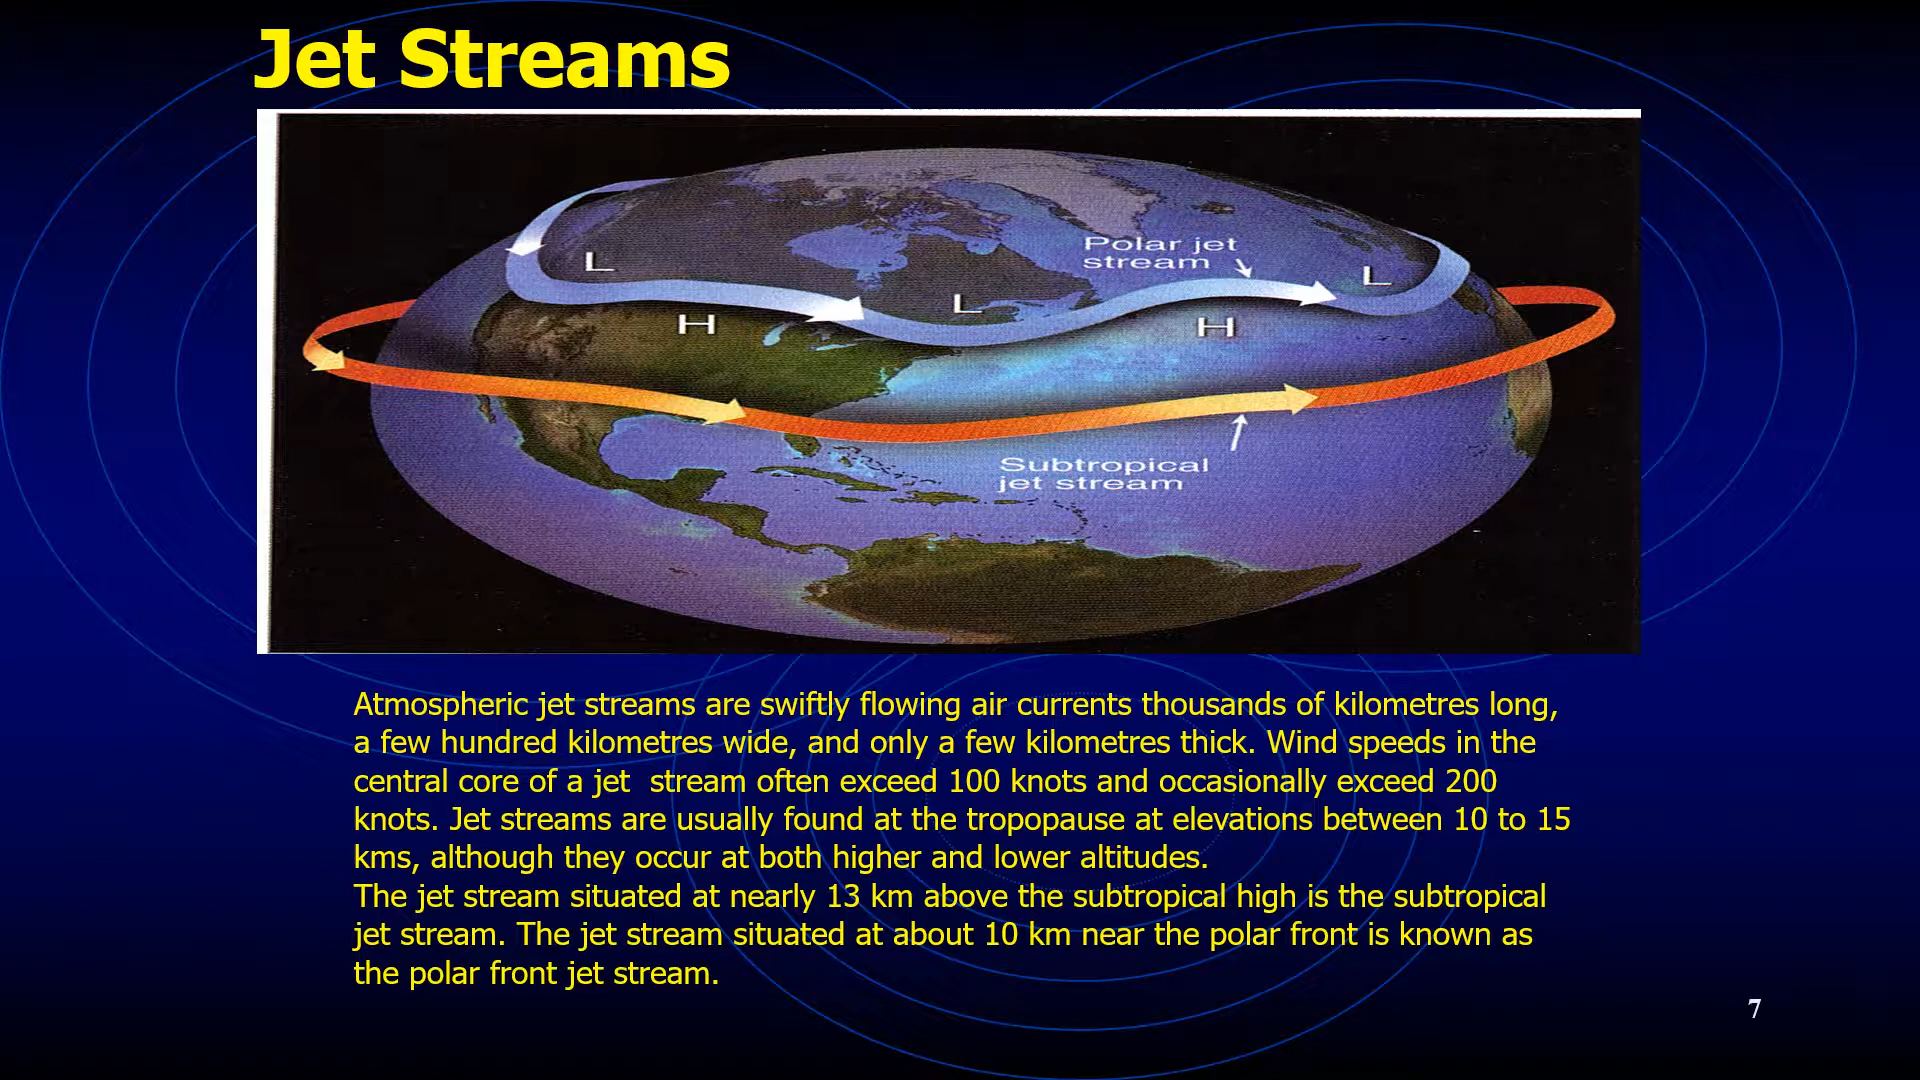 Jet Streams
Polar jet
stream
L
L
L
H
H
Subtropical
jet stream
Atmospheric jet streams are swiftly flowing air currents thousands of kilometres long,
a few hundred kilometres wide, and only a few kilometres thick. Wind speeds in the
central core of a jet  stream often exceed 100 knots and occasionally exceed 200
knots. Jet streams are usually found at the tropopause at elevations between 10 to 15
kms, although they occur at both higher and lower altitudes.
The jet stream situated at nearly 13 km above the subtropical high is the subtropical
jet stream. The jet stream situated at about 10 km near the polar front is known as
the polar front jet stream.
7